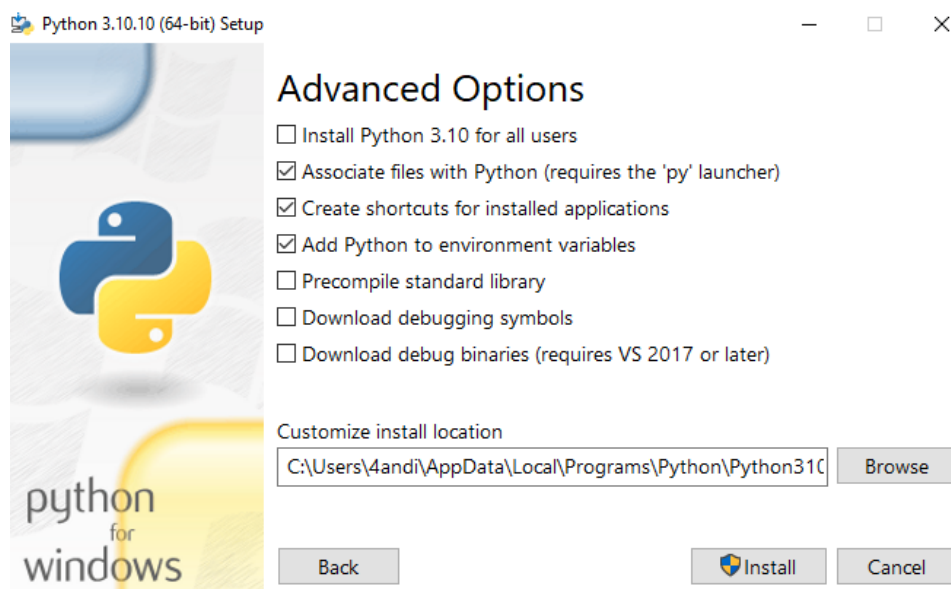 Python 3.10.10 (64-bit) Setup
Advanced Options
Install Python 3.10 for all users
Associate files with Python (requires the 'py' launcher)
Create shortcuts for installed applications
Add Python to environment variables
Precompile standard library
Download debugging symbols
Download debug binaries (requires VS 2017 or later)
Customize install location
C:\Users\4andi\AppData\Local\Programs\Python\Python310
Browse
python
for
windows
Back
Install
Cancel